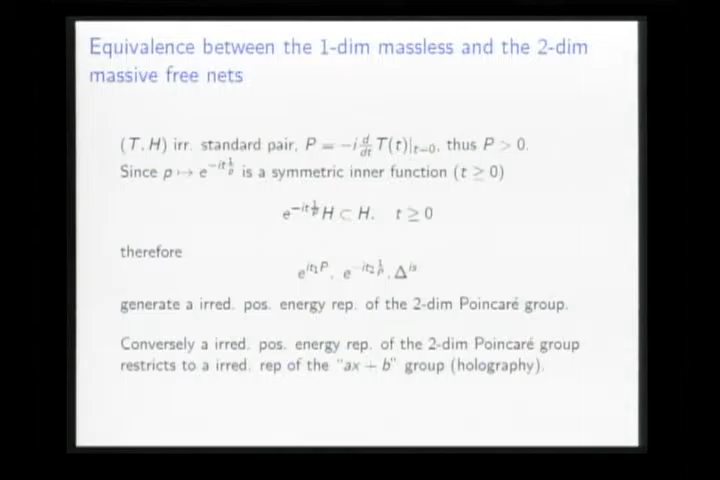 Equivalence between the 1-dim massless and the 2-dim
massive free nets
(T, H) irr. standard pair, P = −i d/dt T(t)|t=0, thus P > 0.
Since p ↦ e^{−it 1/p} is a symmetric inner function (t ≥ 0)
e^{−it 1/P} H ⊂ H, t ≥ 0
therefore
e^{it₁P}, e^{−it₂ 1/P}, Δ^{is}
generate a irred. pos. energy rep. of the 2-dim Poincaré group.
Conversely a irred. pos. energy rep. of the 2-dim Poincaré group
restricts to a irred. rep of the "ax + b" group (holography).